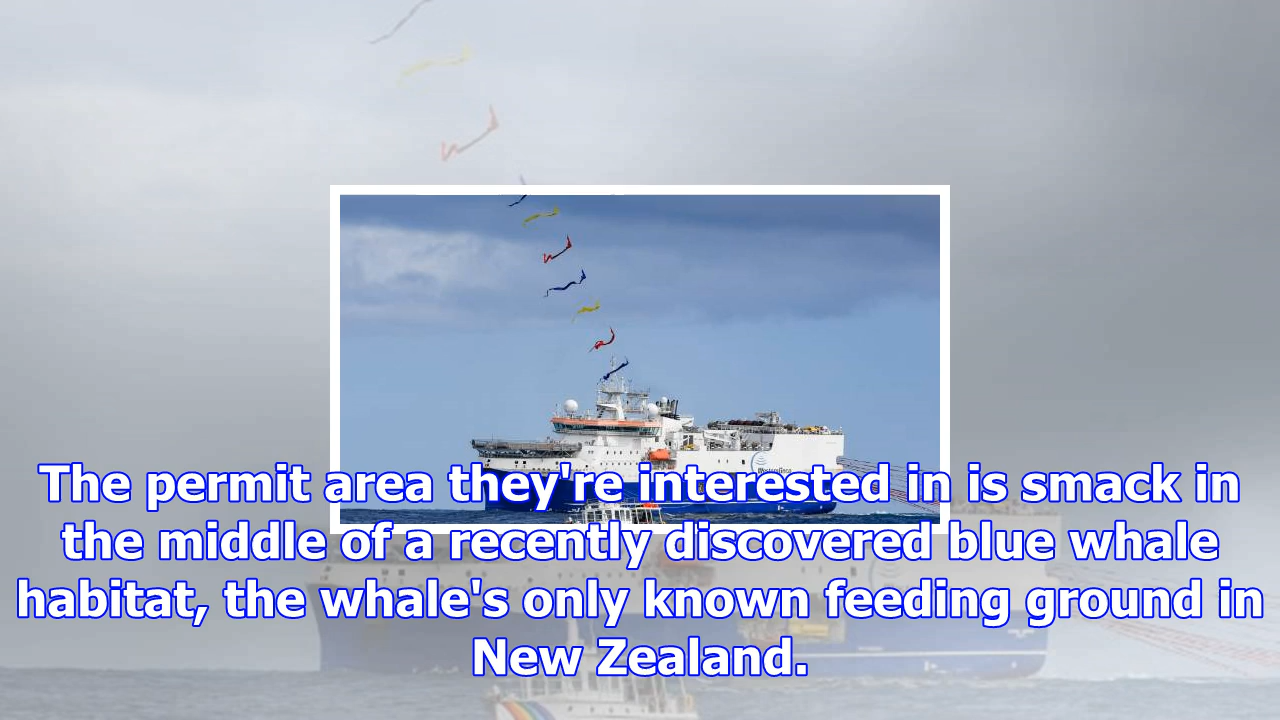 WesternGeco
The permit area they're interested in is smack in
the middle of a recently discovered blue whale
habitat, the whale's only known feeding ground in
New Zealand.